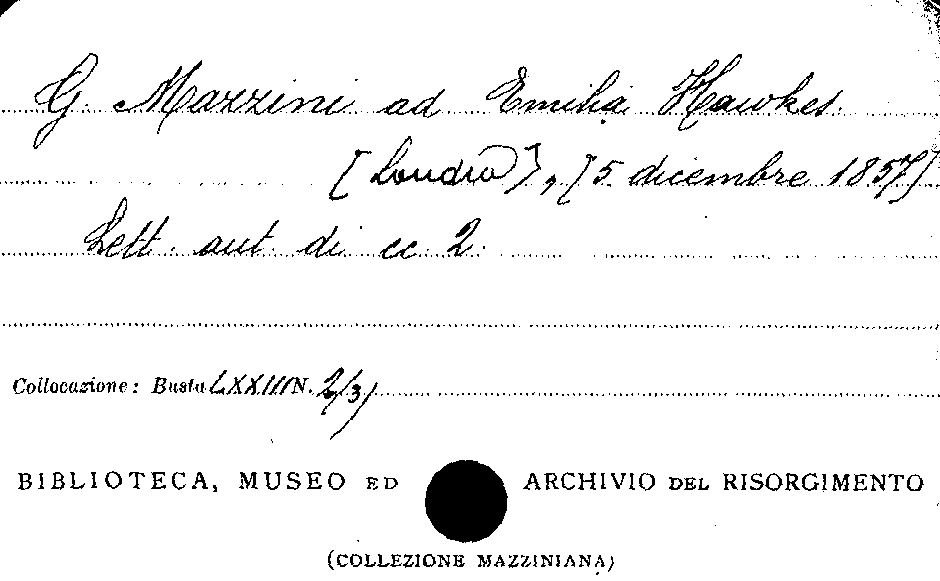 G. Mazzini ad Emilia Hawkes.
[Londra], [5 dicembre 1857]
Lett. aut. di cc 2.
Collocazione: Busta LXXIII N. 2/3)
BIBLIOTECA, MUSEO ED ARCHIVIO DEL RISORGIMENTO
(COLLEZIONE MAZZINIANA)